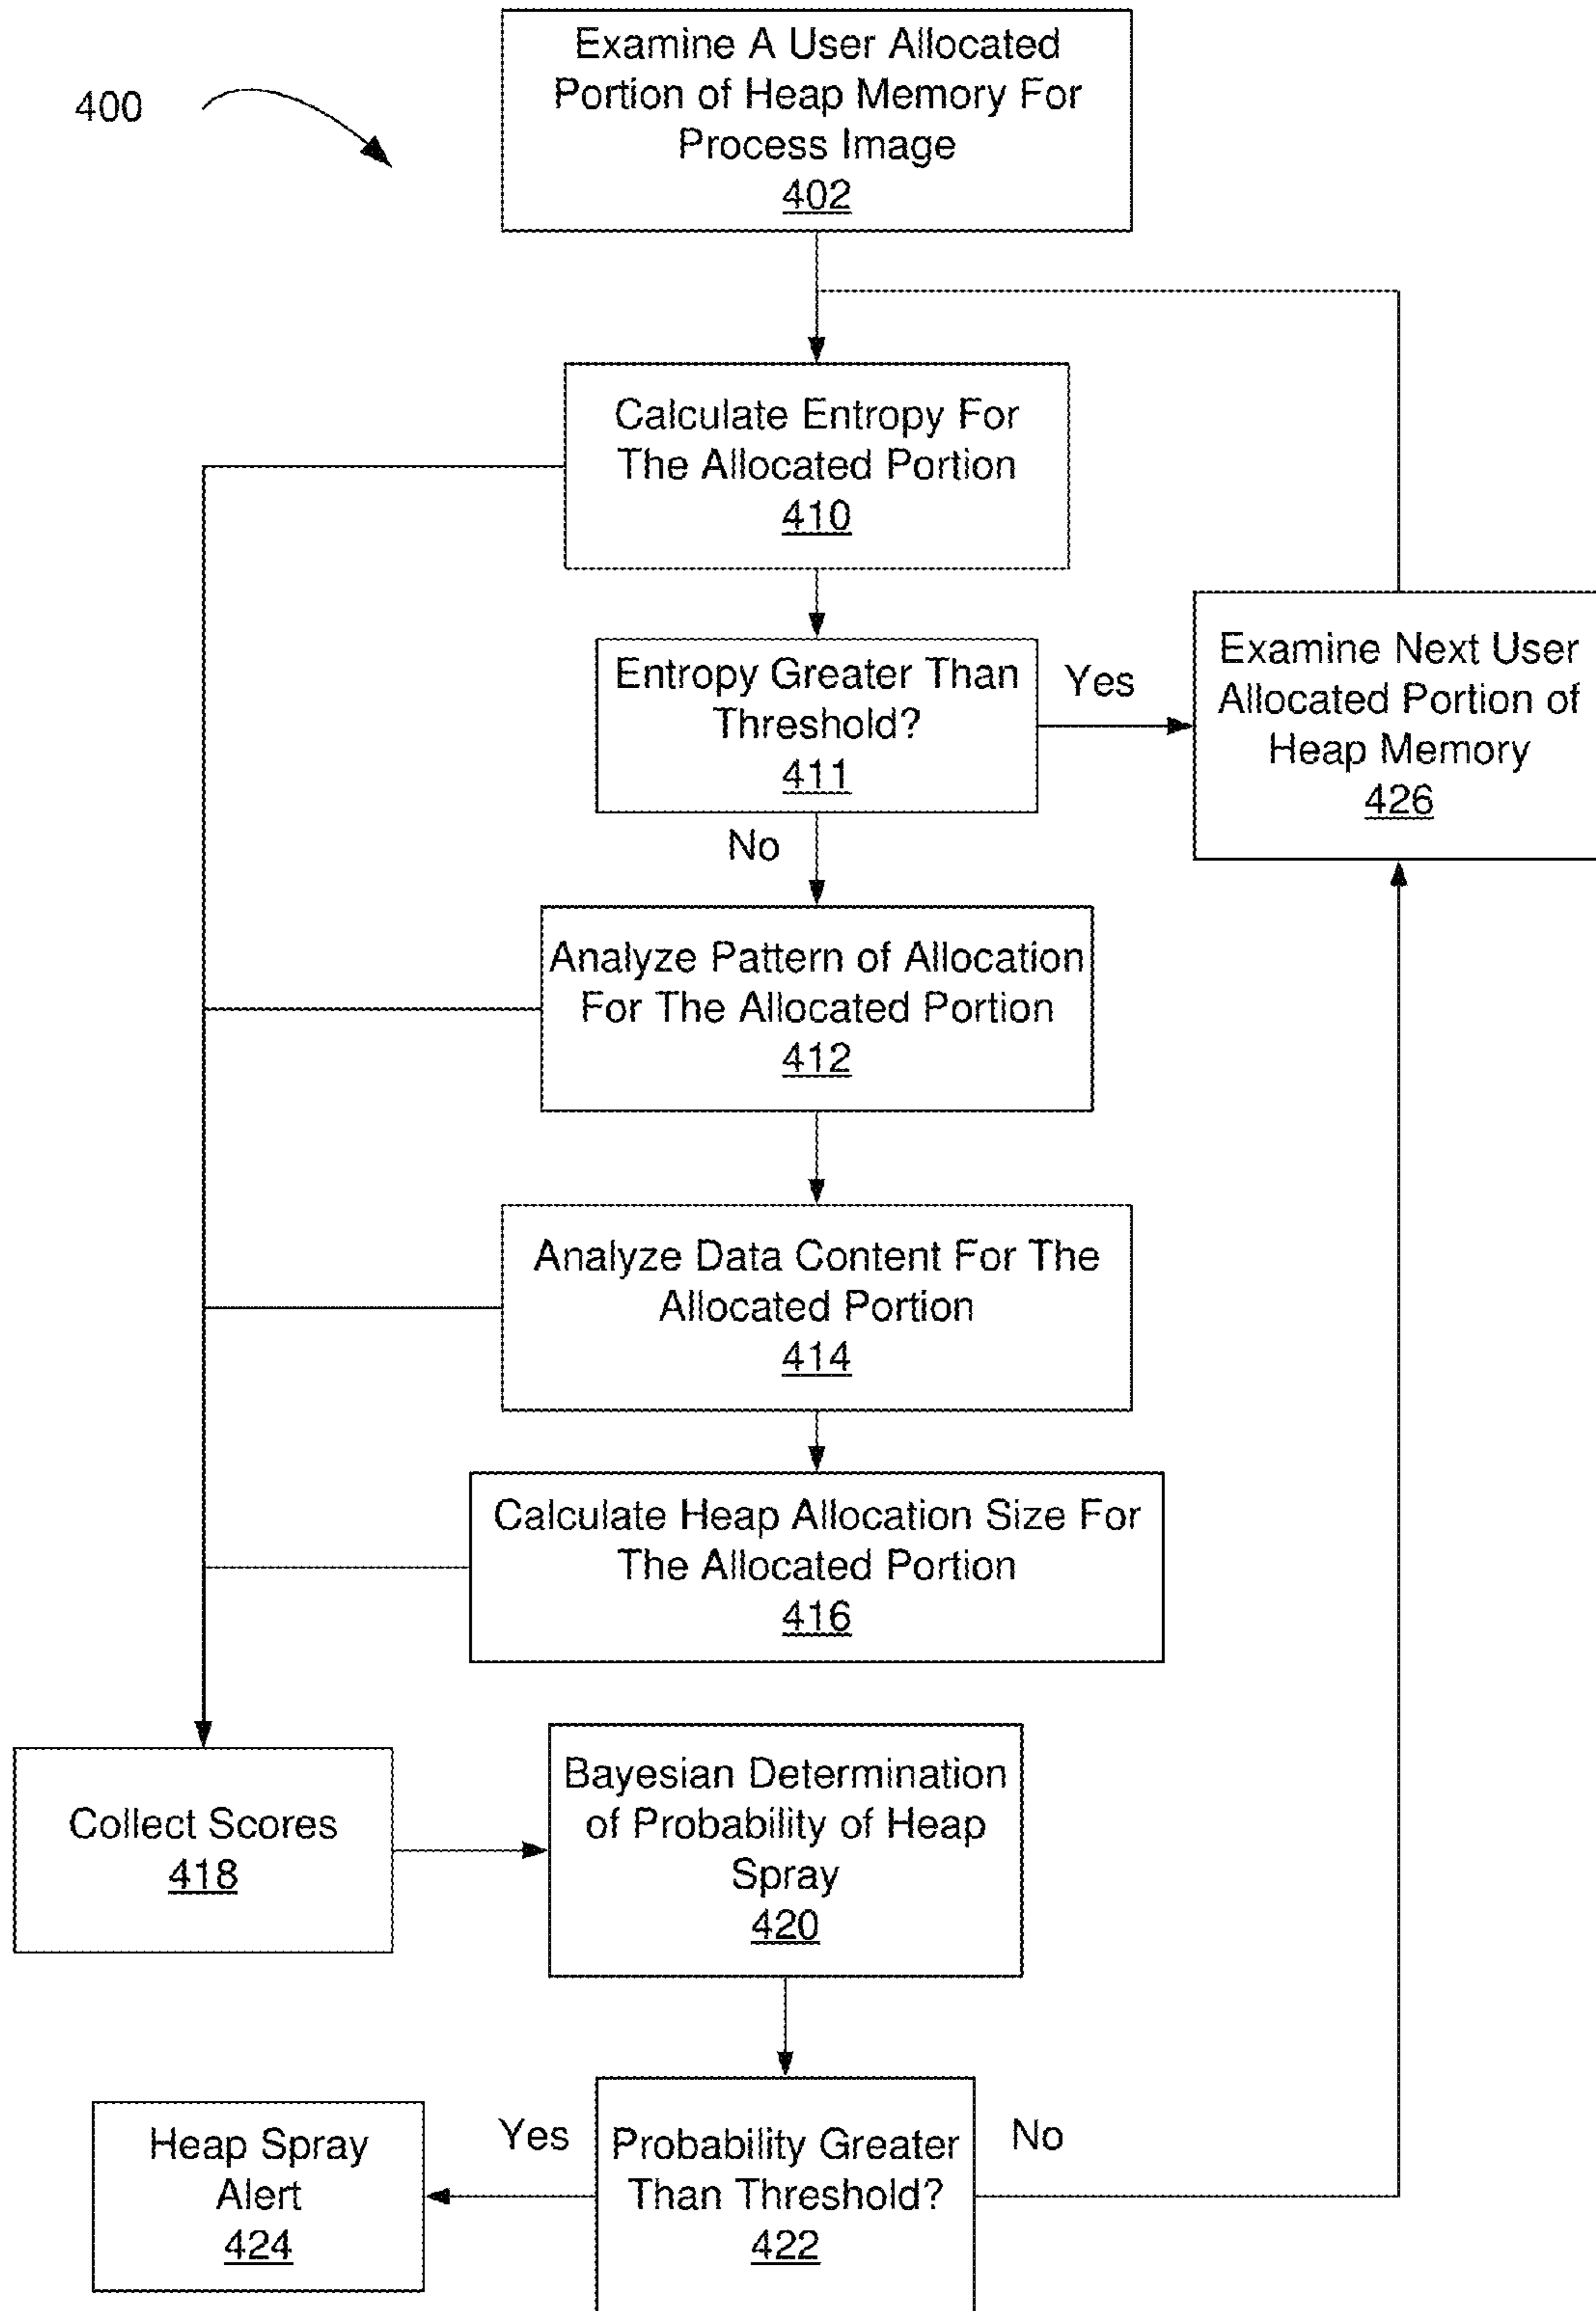 400
Examine A User Allocated
Portion of Heap Memory For
Process Image
402
Calculate Entropy For
The Allocated Portion
410
Entropy Greater Than
Threshold?
411
Yes
Examine Next User
Allocated Portion of
Heap Memory
426
No
Analyze Pattern of Allocation
For The Allocated Portion
412
Analyze Data Content For The
Allocated Portion
414
Calculate Heap Allocation Size For
The Allocated Portion
416
Collect Scores
418
Bayesian Determination
of Probability of Heap
Spray
420
Heap Spray
Alert
424
Yes
Probability Greater
Than Threshold?
422
No